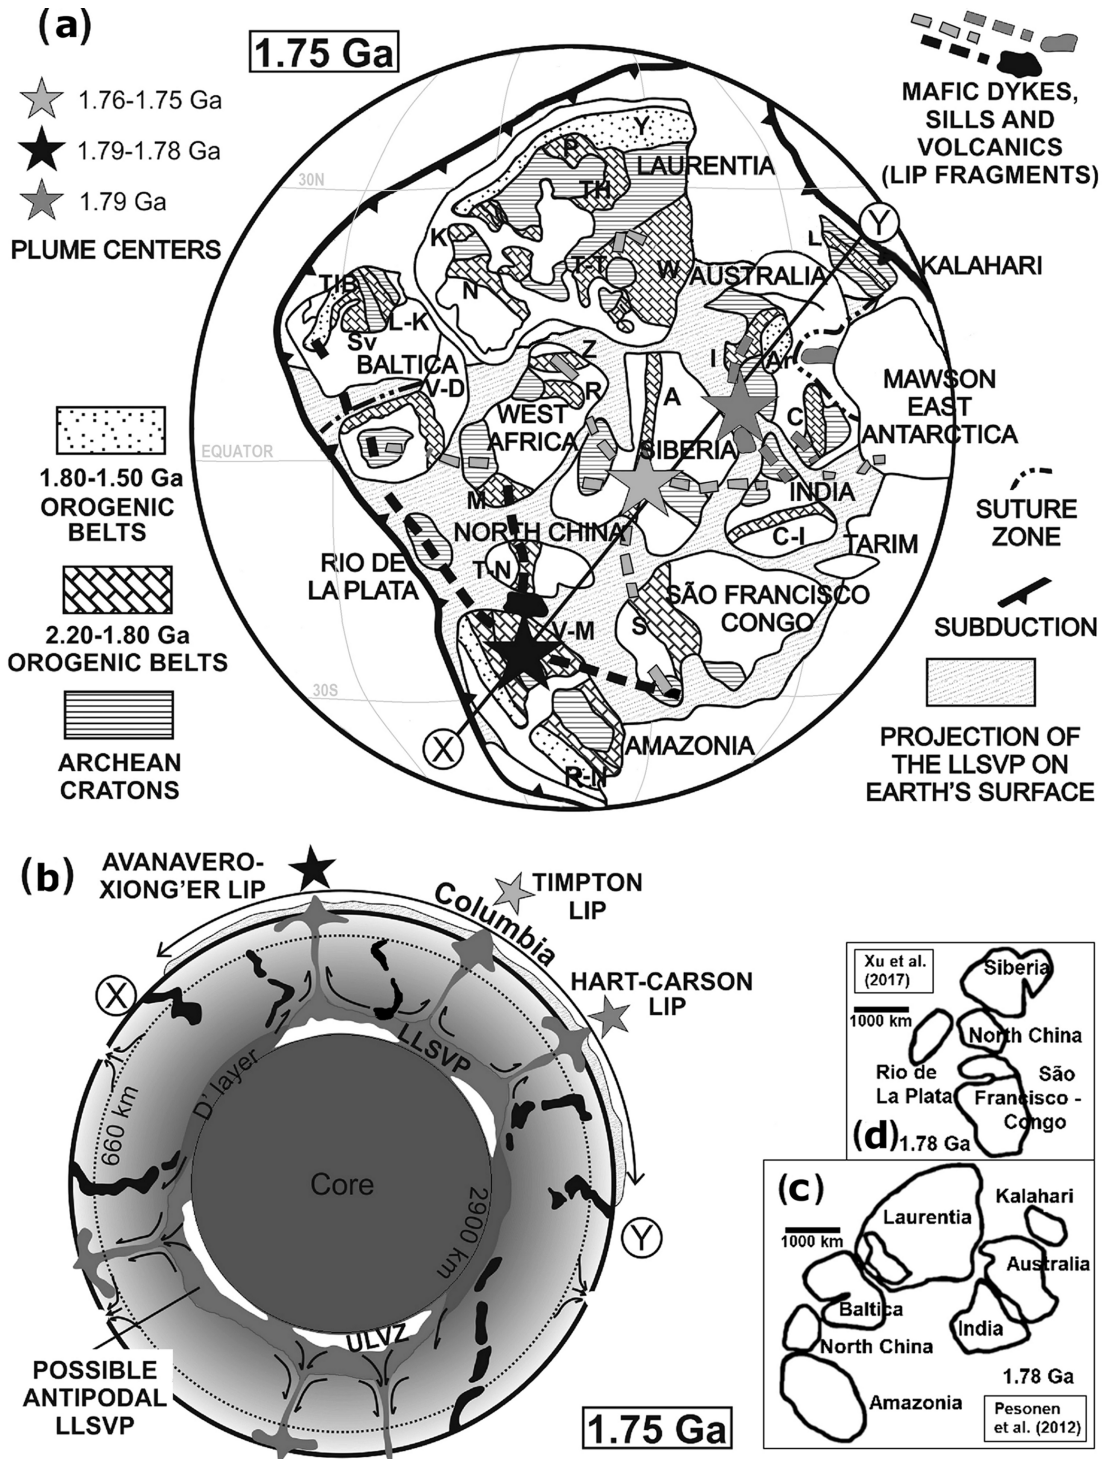 (a)
1.75 Ga
1.76-1.75 Ga
1.79-1.78 Ga
1.79 Ga
PLUME CENTERS
MAFIC DYKES,
SILLS AND
VOLCANICS
(LIP FRAGMENTS)
30N
Y
P
LAURENTIA
TH
K
N
T-T
W
AUSTRALIA
L
Y
KALAHARI
TIB
L-K
Sv
BALTICA
V-D
Z
R
WEST
AFRICA
A
I
Ar
C
MAWSON
EAST
ANTARCTICA
EQUATOR
SIBERIA
M
INDIA
NORTH CHINA
C-I
TARIM
RIO DE
LA PLATA
T-N
SÃO FRANCISCO
CONGO
V-M
S
30S
X
AMAZONIA
R-N
1.80-1.50 Ga
OROGENIC
BELTS
2.20-1.80 Ga
OROGENIC BELTS
ARCHEAN
CRATONS
SUTURE
ZONE
SUBDUCTION
PROJECTION OF
THE LLSVP ON
EARTH'S SURFACE
(b)
AVANAVERO-
XIONG'ER LIP
Columbia
TIMPTON
LIP
HART-CARSON
LIP
X
LLSVP
D' layer
660 km
Core
2900 km
Y
ULVZ
POSSIBLE
ANTIPODAL
LLSVP
1.75 Ga
Xu et al.
(2017)
Siberia
1000 km
North China
Rio de
La Plata
São
Francisco -
Congo
(d)
1.78 Ga
(c)
Kalahari
Laurentia
1000 km
Australia
Baltica
India
North China
1.78 Ga
Amazonia
Pesonen
et al. (2012)